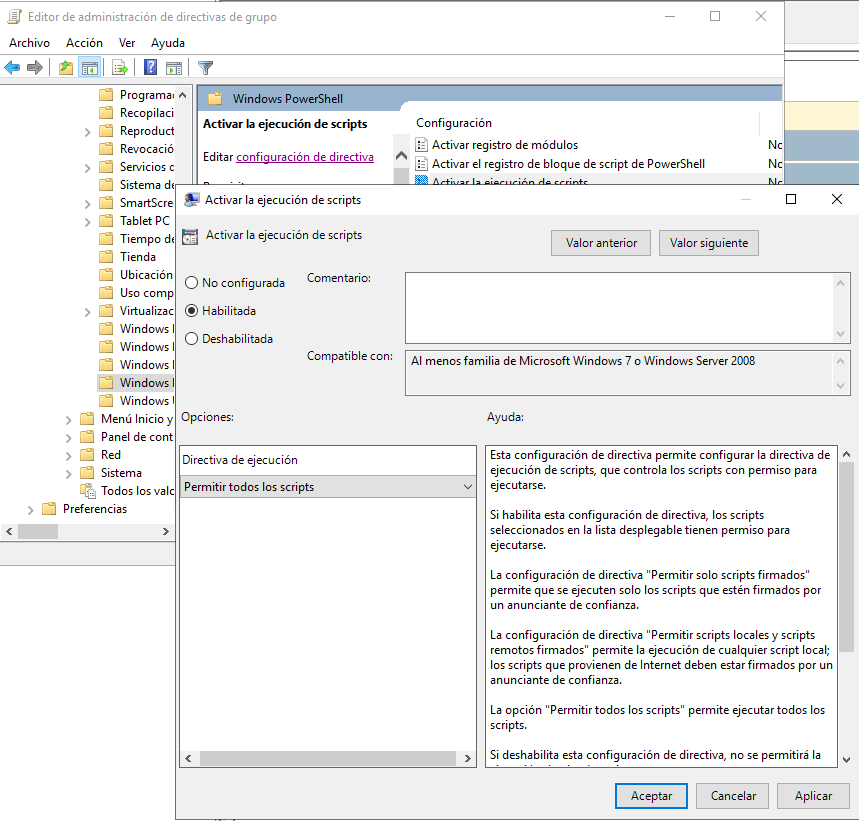 Editor de administración de directivas de grupo
Archivo Acción Ver Ayuda
Programac
Recopilaci
Reproduct
Revocació
Servicios d
Sistema de
SmartScre
Tablet PC
Tiempo de
Tienda
Ubicación
Uso comp
Virtualizac
Windows
Windows
Windows
Windows
Windows
Menú Inicio y
Panel de cont
Red
Sistema
Todos los valo
Preferencias
Windows PowerShell
Activar la ejecución de scripts
Editar configuración de directiva
Configuración
Activar registro de módulos No
Activar el registro de bloque de script de PowerShell No
Activar la ejecución de scripts No
Activar la ejecución de scripts
Activar la ejecución de scripts
Valor anterior Valor siguiente
No configurada
Habilitada
Deshabilitada
Comentario:
Compatible con:
Al menos familia de Microsoft Windows 7 o Windows Server 2008
Opciones:
Directiva de ejecución
Permitir todos los scripts
Ayuda:
Esta configuración de directiva permite configurar la directiva de
ejecución de scripts, que controla los scripts con permiso para
ejecutarse.
Si habilita esta configuración de directiva, los scripts
seleccionados en la lista desplegable tienen permiso para
ejecutarse.
La configuración de directiva "Permitir solo scripts firmados"
permite que se ejecuten solo los scripts que estén firmados por
un anunciante de confianza.
La configuración de directiva "Permitir scripts locales y scripts
remotos firmados" permite la ejecución de cualquier script local;
los scripts que provienen de Internet deben estar firmados por un
anunciante de confianza.
La opción "Permitir todos los scripts" permite ejecutar todos los
scripts.
Si deshabilita esta configuración de directiva, no se permitirá la
Aceptar Cancelar Aplicar